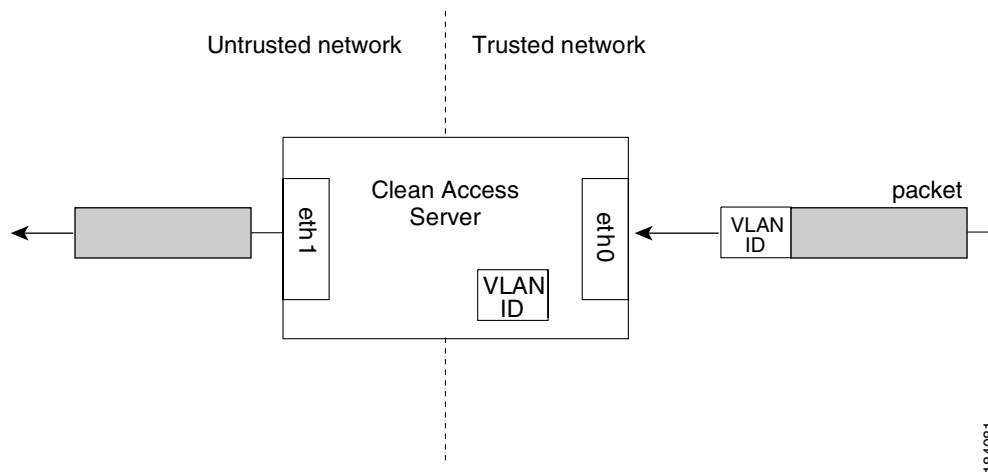 Untrusted network
Trusted network
Clean Access
Server
eth1
eth0
packet
VLAN
ID
VLAN
ID